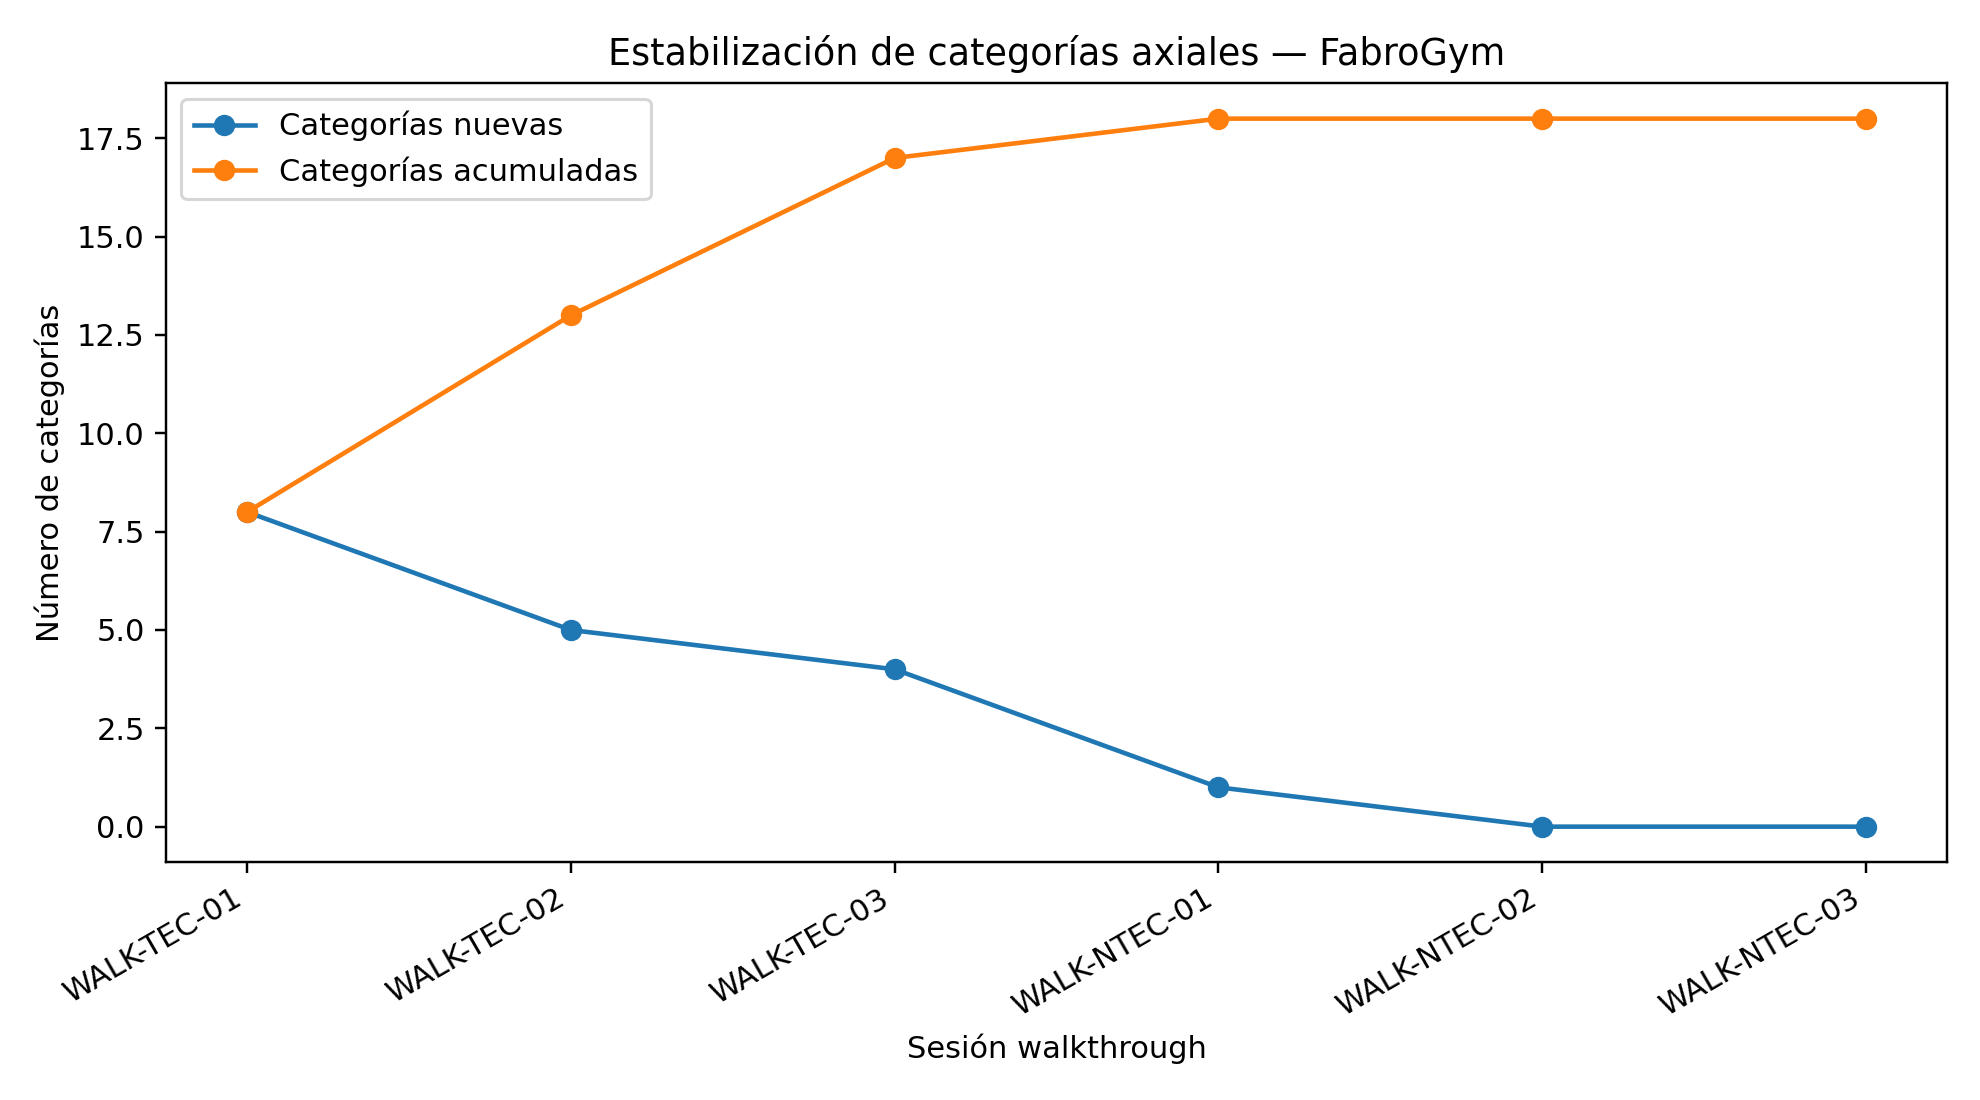 Estabilización de categorías axiales — FabroGym
Categorías nuevas
Categorías acumuladas
Número de categorías
17.5
15.0
12.5
10.0
7.5
5.0
2.5
0.0
WALK-TEC-01
WALK-TEC-02
WALK-TEC-03
WALK-NTEC-01
WALK-NTEC-02
WALK-NTEC-03
Sesión walkthrough